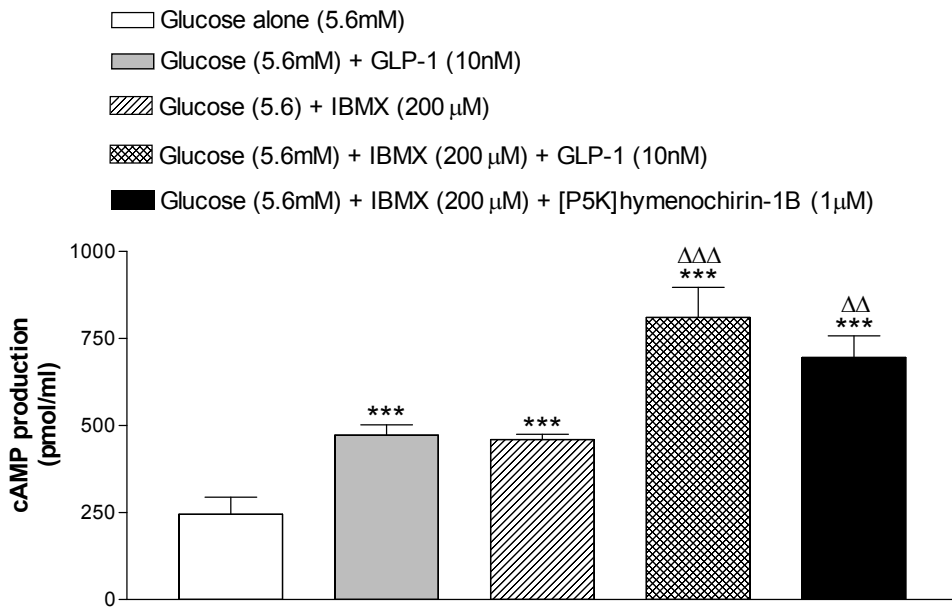 Glucose alone (5.6mM)
Glucose (5.6mM) + GLP-1 (10nM)
Glucose (5.6) + IBMX (200 μM)
Glucose (5.6mM) + IBMX (200 μM) + GLP-1 (10nM)
Glucose (5.6mM) + IBMX (200 μM) + [P5K]hymenochirin-1B (1μM)
cAMP production
(pmol/ml)
1000
750
500
250
0
***
***
ΔΔΔ
***
ΔΔ
***